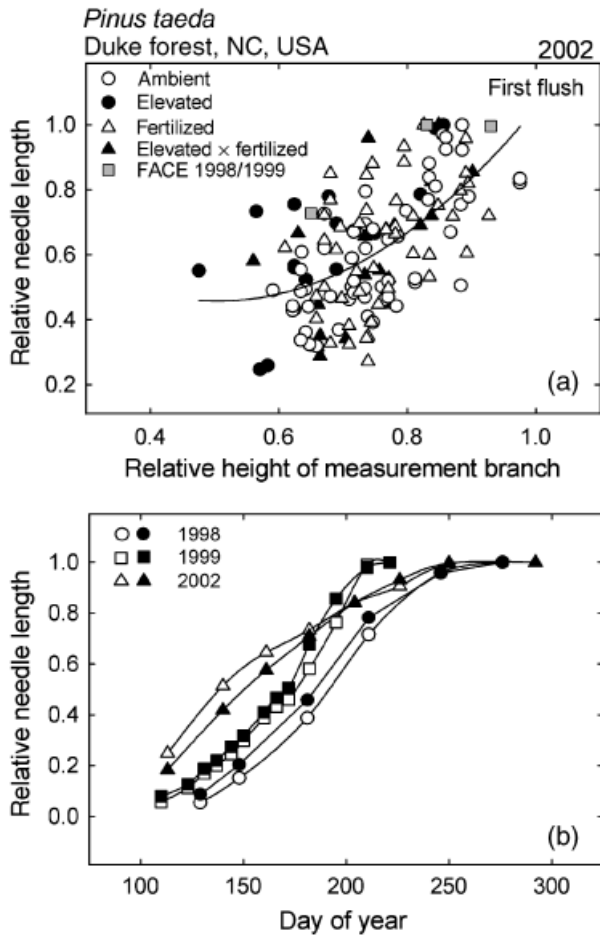 Pinus taeda
Duke forest, NC, USA 2002
First flush
Ambient
Elevated
Fertilized
Elevated × fertilized
FACE 1998/1999
1.0
0.8
0.6
0.4
0.2
Relative needle length
(a)
0.4 0.6 0.8 1.0
Relative height of measurement branch
1998
1999
2002
1.0
0.8
0.6
0.4
0.2
0.0
Relative needle length
(b)
100 150 200 250 300
Day of year